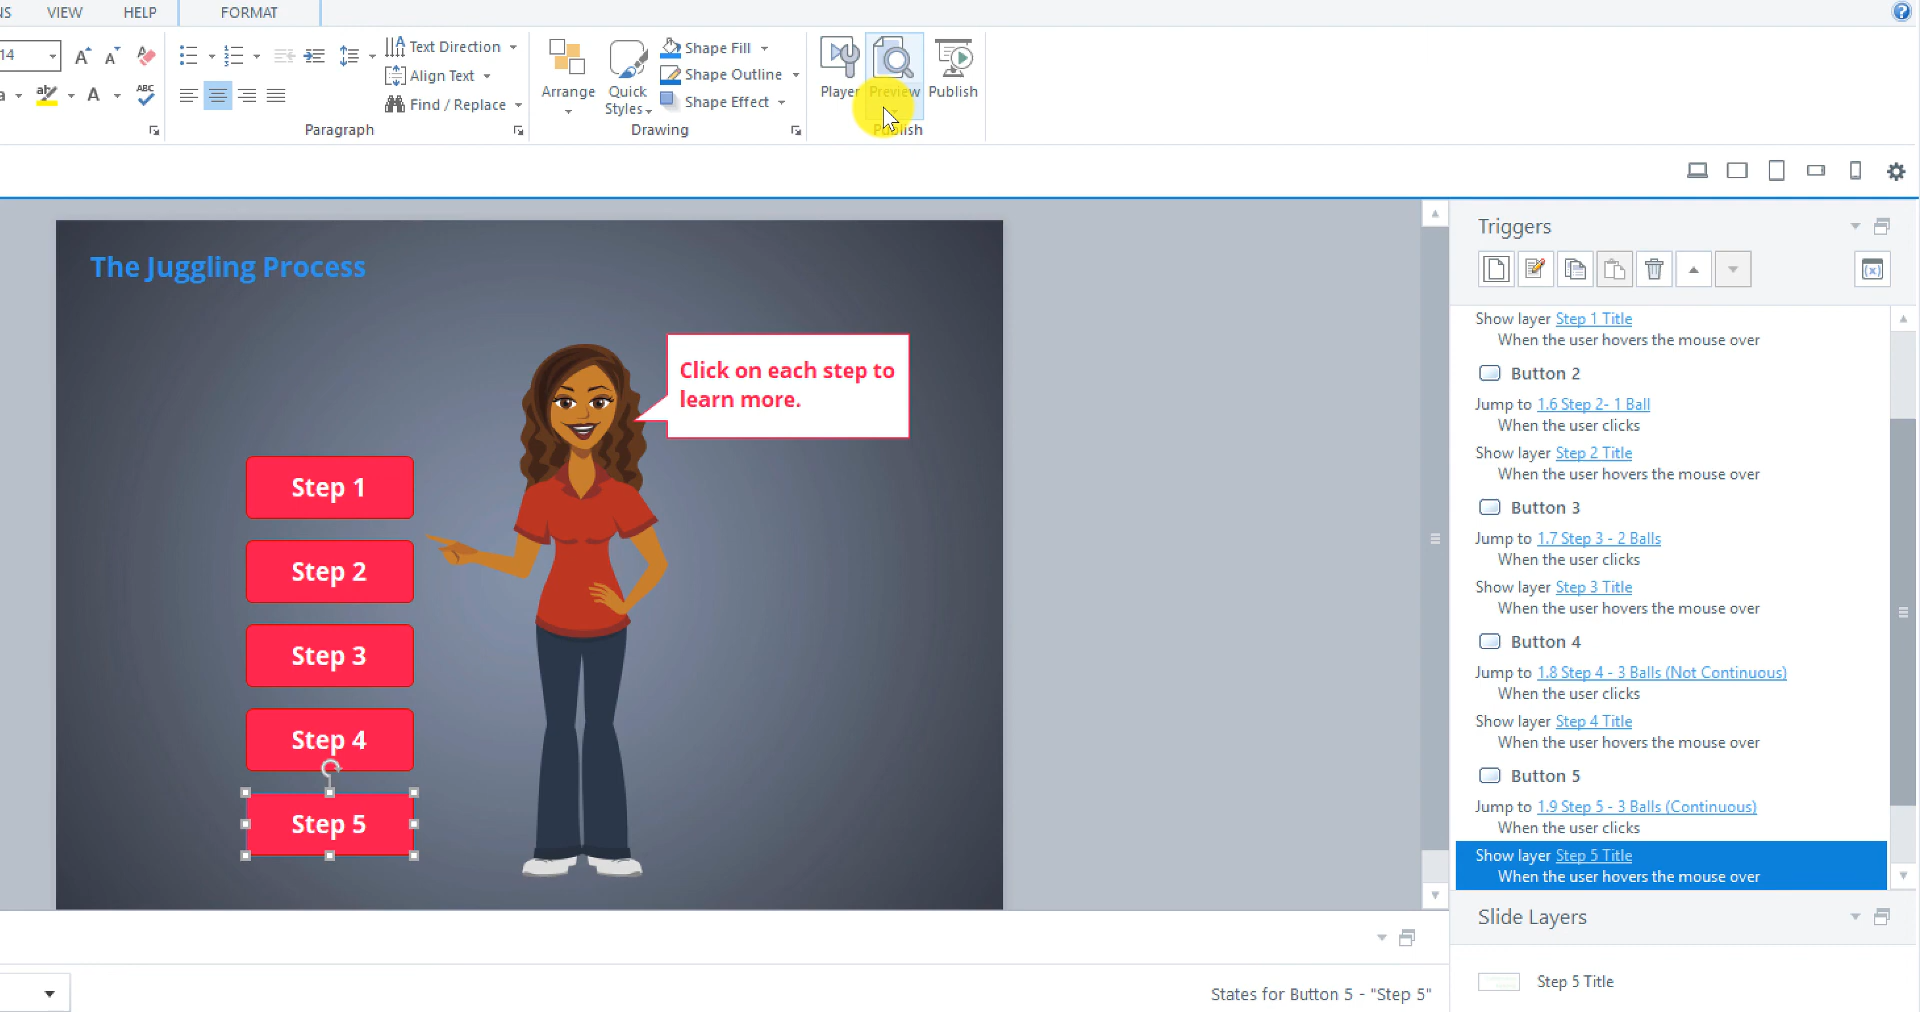 NS VIEW HELP FORMAT
14
Text Direction
Align Text
Find / Replace
Paragraph
Arrange
Quick
Styles
Shape Fill
Shape Outline
Shape Effect
Drawing
Player
Preview
Publish
Publish
Triggers
The Juggling Process
Click on each step to
learn more.
Step 1
Step 2
Step 3
Step 4
Step 5
Show layer Step 1 Title
When the user hovers the mouse over
Button 2
Jump to 1.6 Step 2- 1 Ball
When the user clicks
Show layer Step 2 Title
When the user hovers the mouse over
Button 3
Jump to 1.7 Step 3 - 2 Balls
When the user clicks
Show layer Step 3 Title
When the user hovers the mouse over
Button 4
Jump to 1.8 Step 4 - 3 Balls (Not Continuous)
When the user clicks
Show layer Step 4 Title
When the user hovers the mouse over
Button 5
Jump to 1.9 Step 5 - 3 Balls (Continuous)
When the user clicks
Show layer Step 5 Title
When the user hovers the mouse over
Slide Layers
Step 5 Title
States for Button 5 - "Step 5"